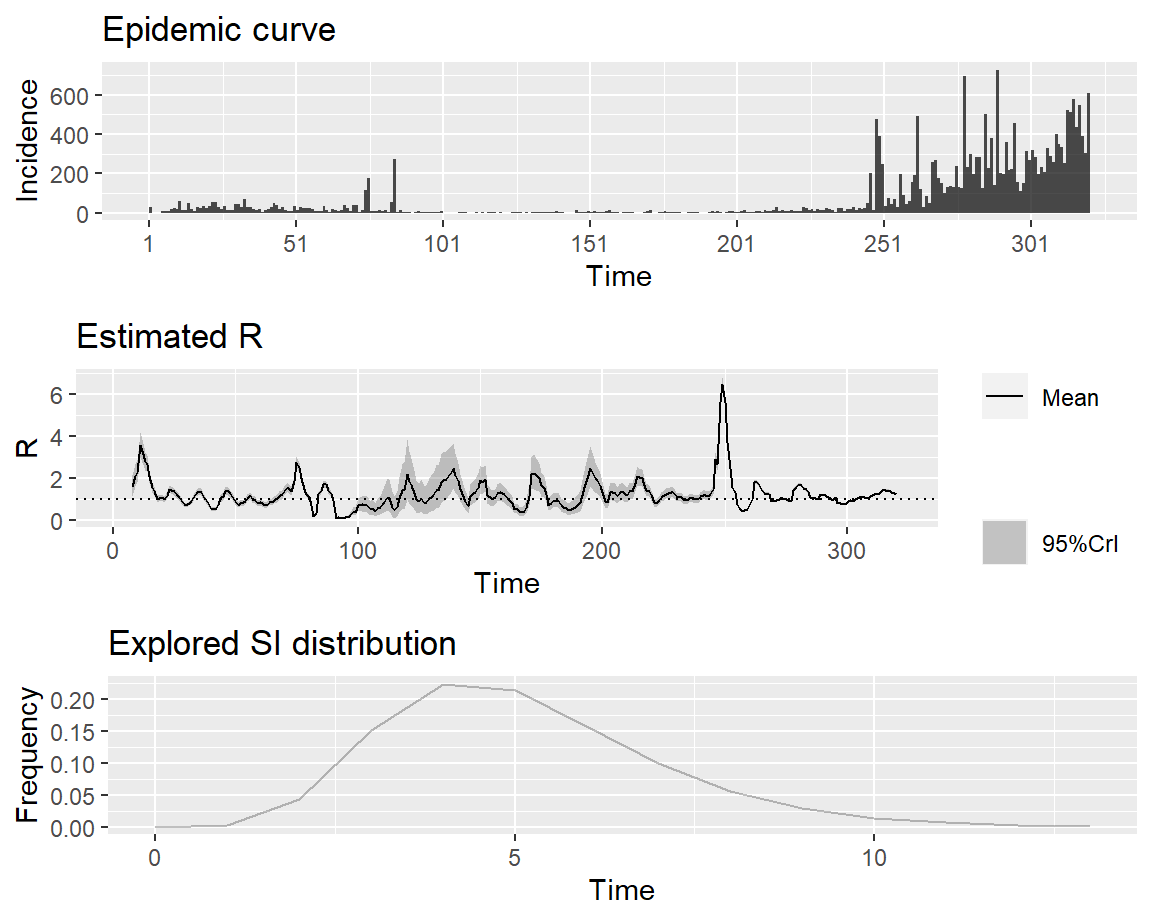 Epidemic curve
Incidence
600
400
200
0
1 51 101 151 201 251 301
Time
Estimated R
R
6
4
2
0
0 100 200 300
Time
Mean
95%CrI
Explored SI distribution
Frequency
0.20
0.15
0.10
0.05
0.00
0 5 10
Time